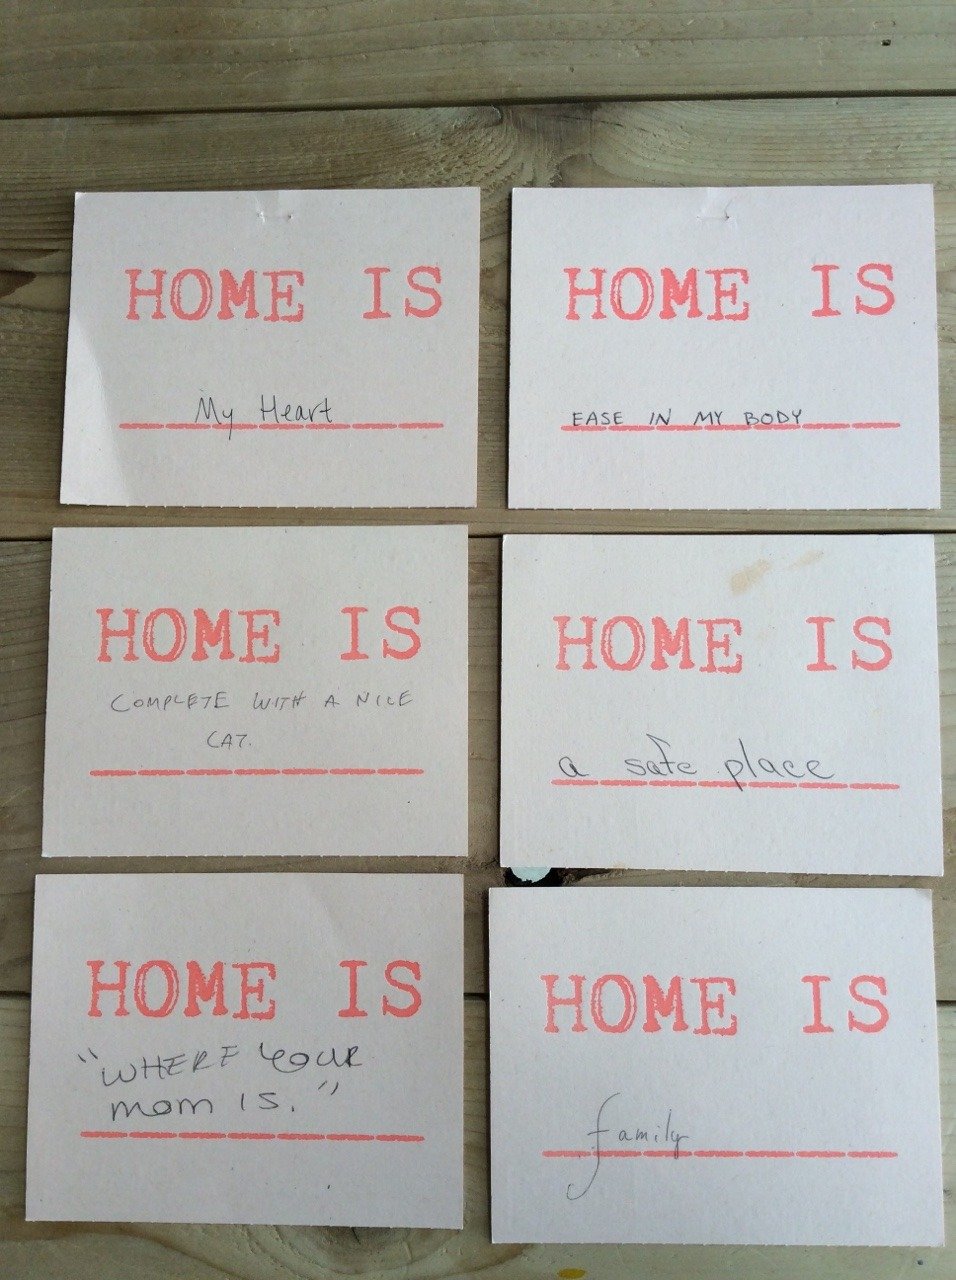 HOME IS
My Heart
HOME IS
EASE IN MY BODY
HOME IS
COMPLETE WITH A NICE
CAT.
HOME IS
a safe place
HOME IS
"WHERE YOUR
mom IS."
HOME IS
family